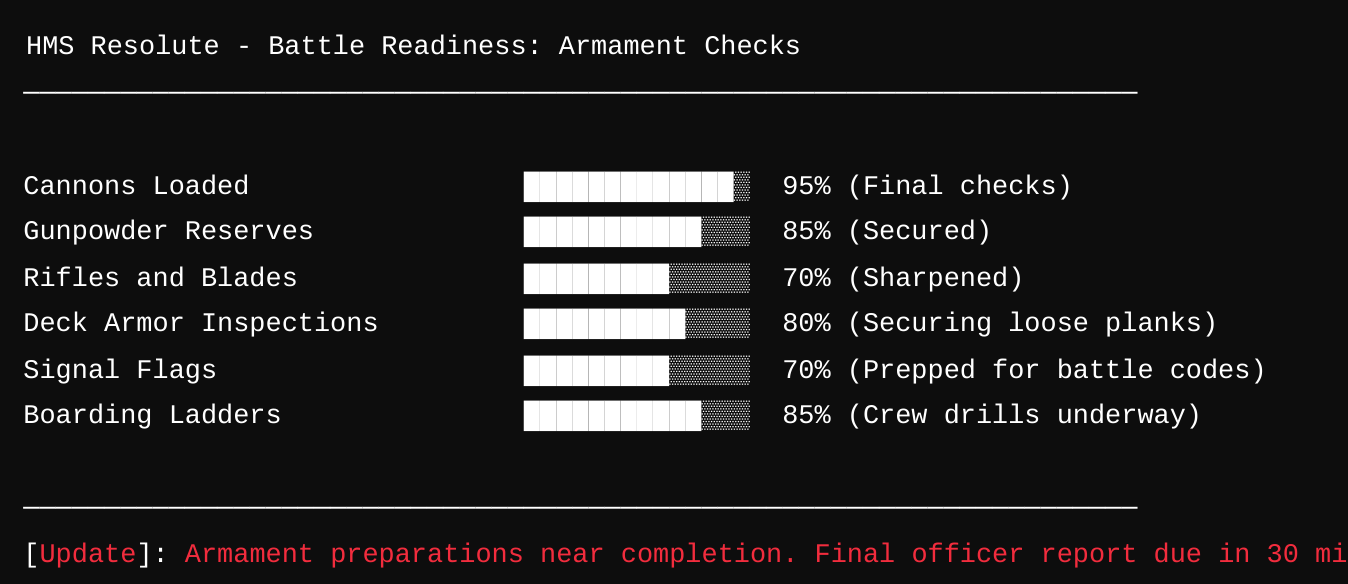 HMS Resolute - Battle Readiness: Armament Checks
Cannons Loaded 95% (Final checks)
Gunpowder Reserves 85% (Secured)
Rifles and Blades 70% (Sharpened)
Deck Armor Inspections 80% (Securing loose planks)
Signal Flags 70% (Prepped for battle codes)
Boarding Ladders 85% (Crew drills underway)
[Update]: Armament preparations near completion. Final officer report due in 30